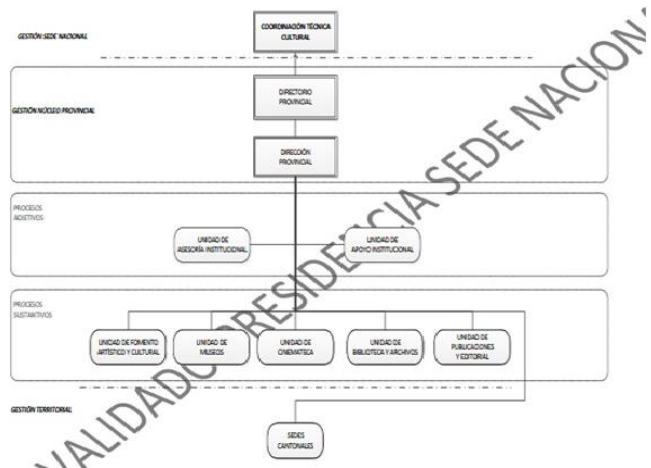 GESTIÓN SEDE NACIONAL
COORDINACIÓN TÉCNICA
CULTURAL
GESTIÓN NÚCLEO PROVINCIAL
DIRECTORIO
PROVINCIAL
DIRECCIÓN
PROVINCIAL
PROCESOS
ADJETIVOS
UNIDAD DE
ASESORÍA INSTITUCIONAL.
UNIDAD DE
APOYO INSTITUCIONAL
PROCESOS
SUSTANTIVOS
UNIDAD DE FOMENTO
ARTÍSTICO Y CULTURAL
UNIDAD DE
MUSEOS
UNIDAD DE
CINEMATECA
UNIDAD DE
BIBLIOTECA Y ARCHIVOS
UNIDAD DE
PUBLICACIONES
Y EDITORIAL
GESTIÓN TERRITORIAL
SEDES
CANTONALES
VALIDADO PRESIDENCIA SEDE NACIONA